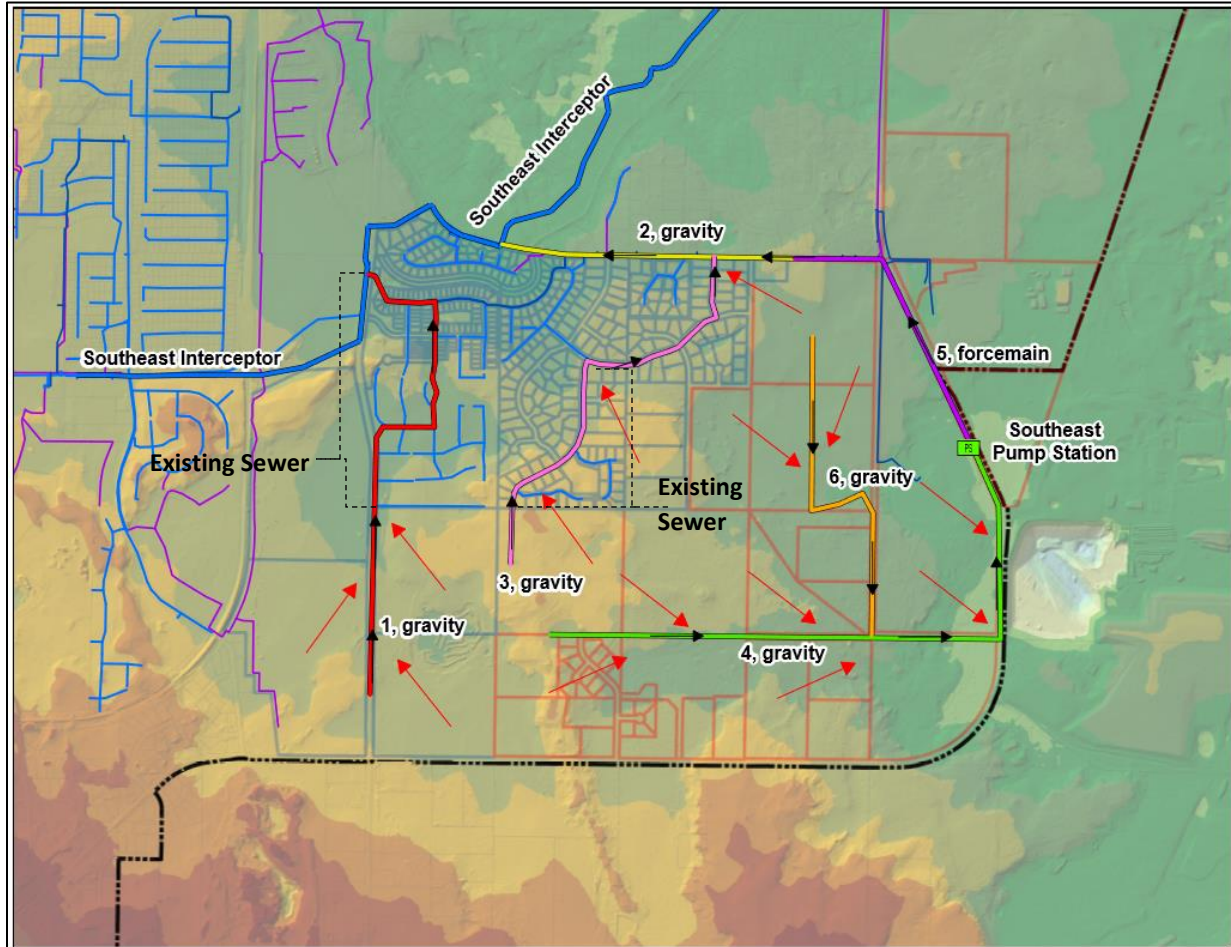 Southeast Interceptor
2, gravity
Southeast Interceptor
5, forcemain
Southeast
Pump Station
PS
Existing Sewer
6, gravity
Existing
Sewer
3, gravity
1, gravity
4, gravity